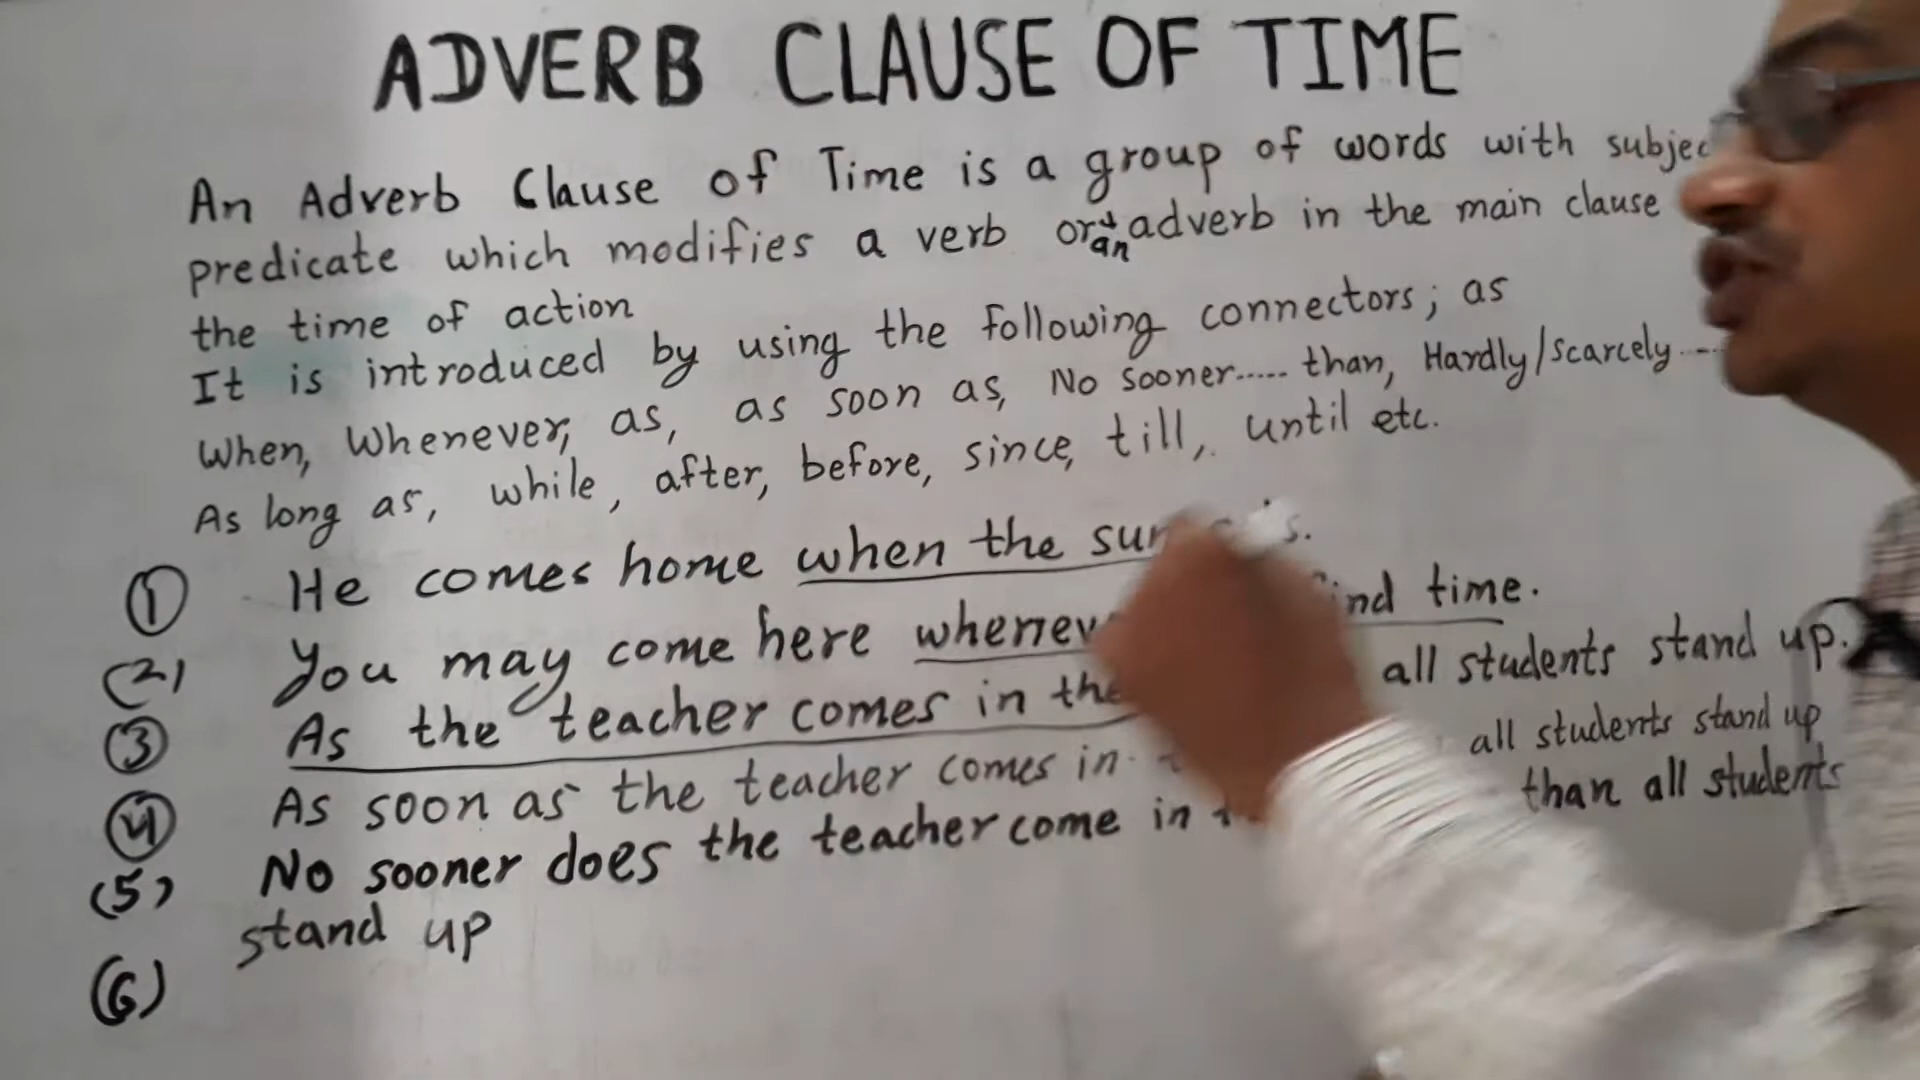 ADVERB CLAUSE OF TIME
An Adverb Clause of Time is a group of words with subjec
predicate which modifies a verb or an adverb in the main clause
the time of action
It is introduced by using the following connectors; as
When, Whenever, as, as soon as, No sooner..... than, Hardly/scarcely....
As long as, while, after, before, since, till, until etc.
(1) He comes home when the sun
(2) You may come here time.
(3) As the teacher comes in the all students stand up.
(4) As soon as the teacher comes in all students stand up
(5) No sooner does the teacher come in than all students
stand up
(6)